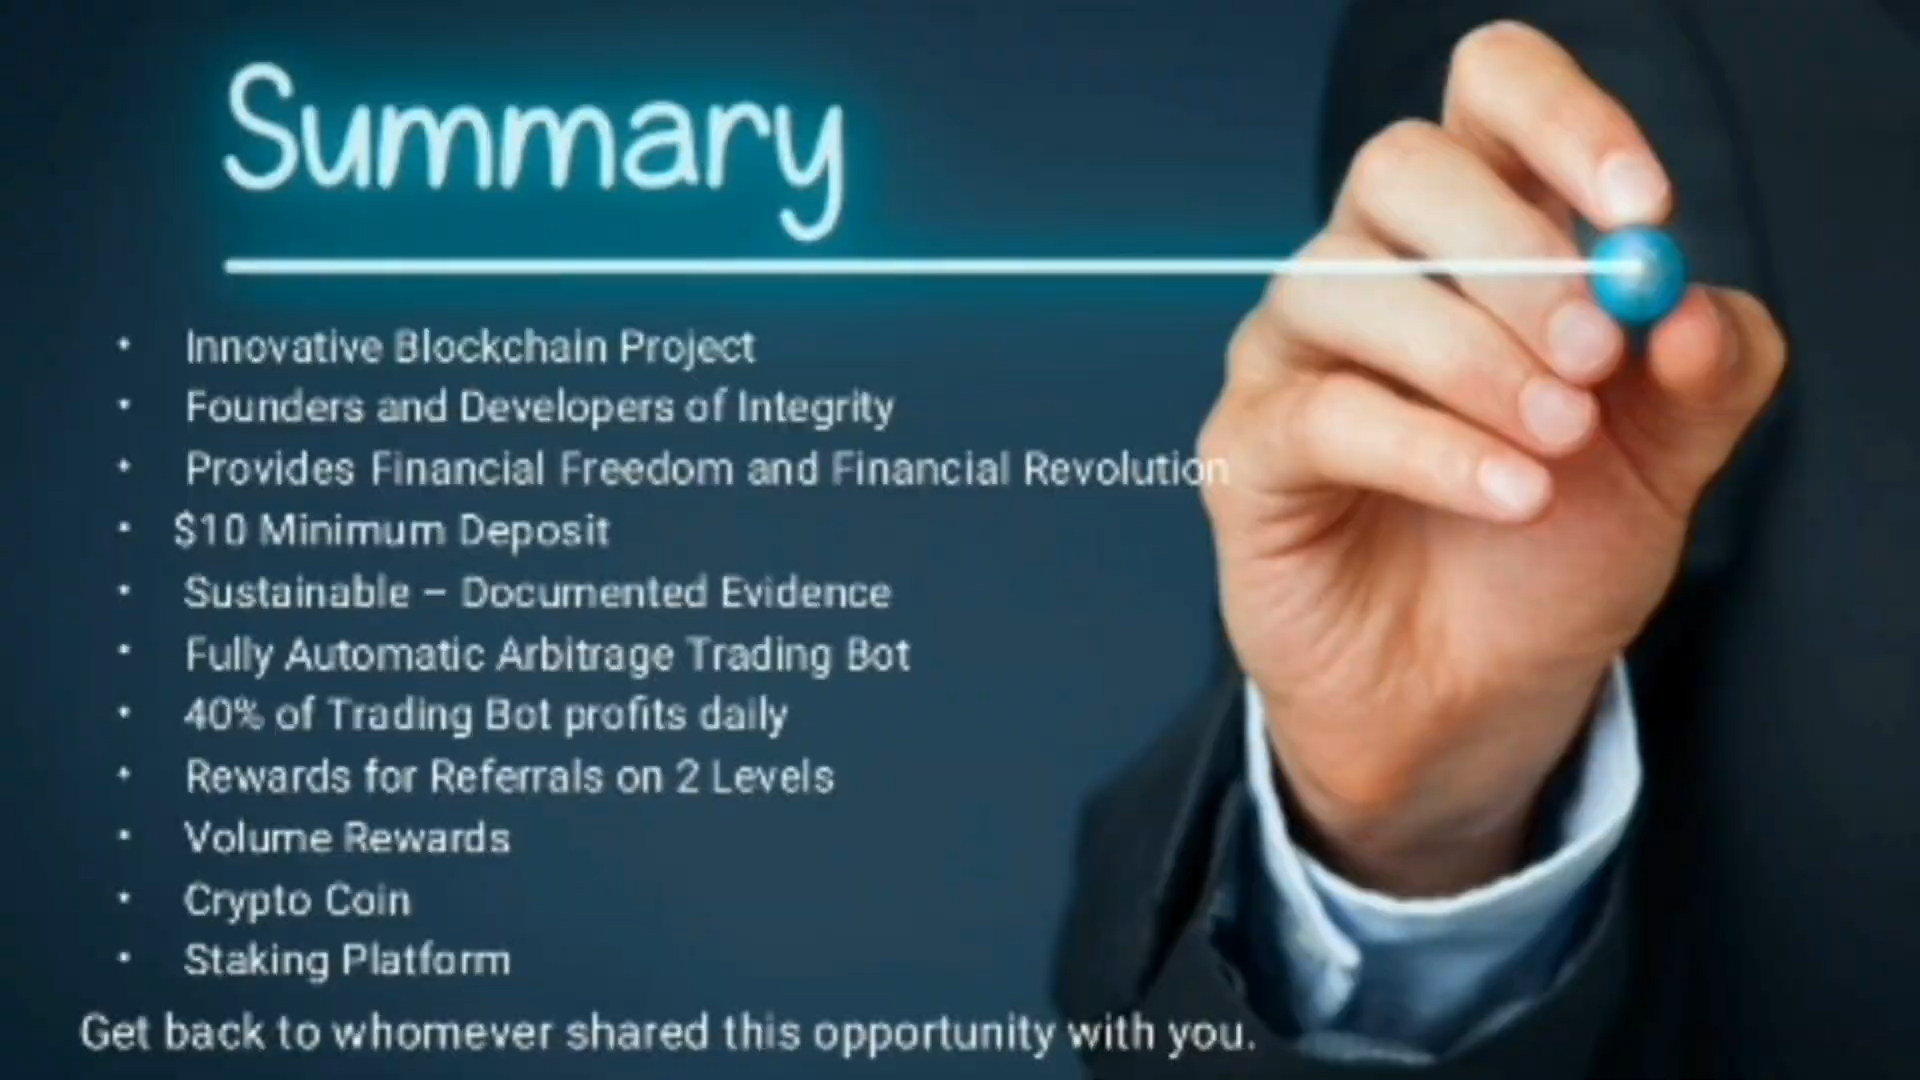 Summary
• Innovative Blockchain Project
• Founders and Developers of Integrity
• Provides Financial Freedom and Financial Revolution
• $10 Minimum Deposit
• Sustainable – Documented Evidence
• Fully Automatic Arbitrage Trading Bot
• 40% of Trading Bot profits daily
• Rewards for Referrals on 2 Levels
• Volume Rewards
• Crypto Coin
• Staking Platform
Get back to whomever shared this opportunity with you.